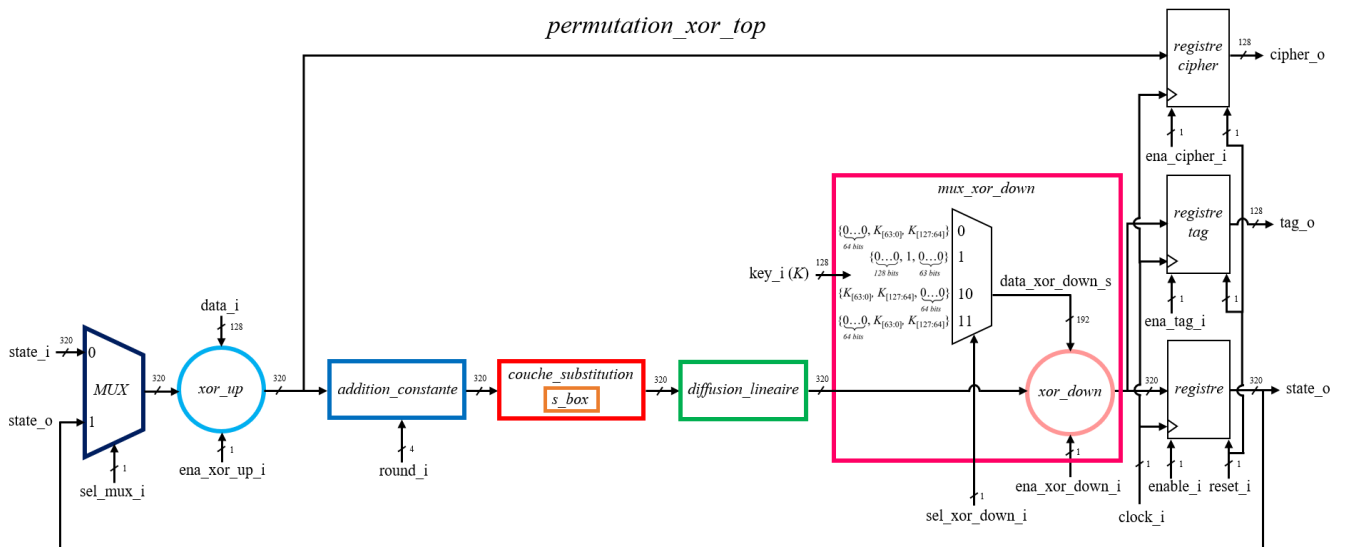 permutation_xor_top
registre
cipher
128
cipher_o
1
1
ena_cipher_i
mux_xor_down
registre
tag
128
tag_o
{0…0, K[63:0], K[127:64]} 0
64 bits
{0…0, 1, 0…0} 1
128 bits
63 bits
key_i (K)
128
data_xor_down_s
{K[63:0], K[127:64], 0…0} 10
64 bits
{0…0, K[63:0], K[127:64]} 11
64 bits
192
1
1
ena_tag_i
data_i
128
state_i
320
0
MUX
320
xor_up
320
addition_constante
320
couche_substitution
s_box
320
diffusion_lineaire
320
xor_down
320
registre
320
state_o
state_o
1
1
ena_xor_up_i
4
round_i
1
sel_mux_i
1
ena_xor_down_i
1
sel_xor_down_i
1
clock_i
1
enable_i
1
reset_i